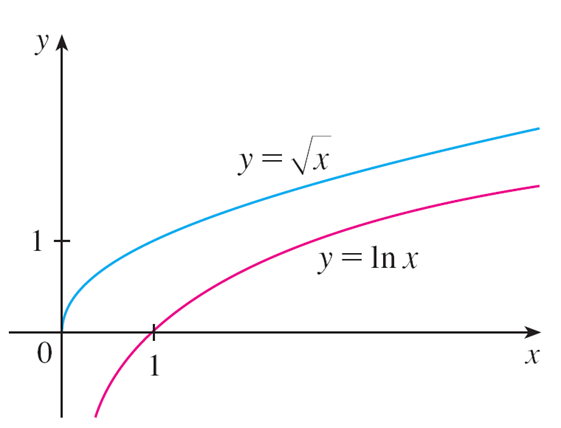 y
y = √x
1
y = ln x
0
1
x